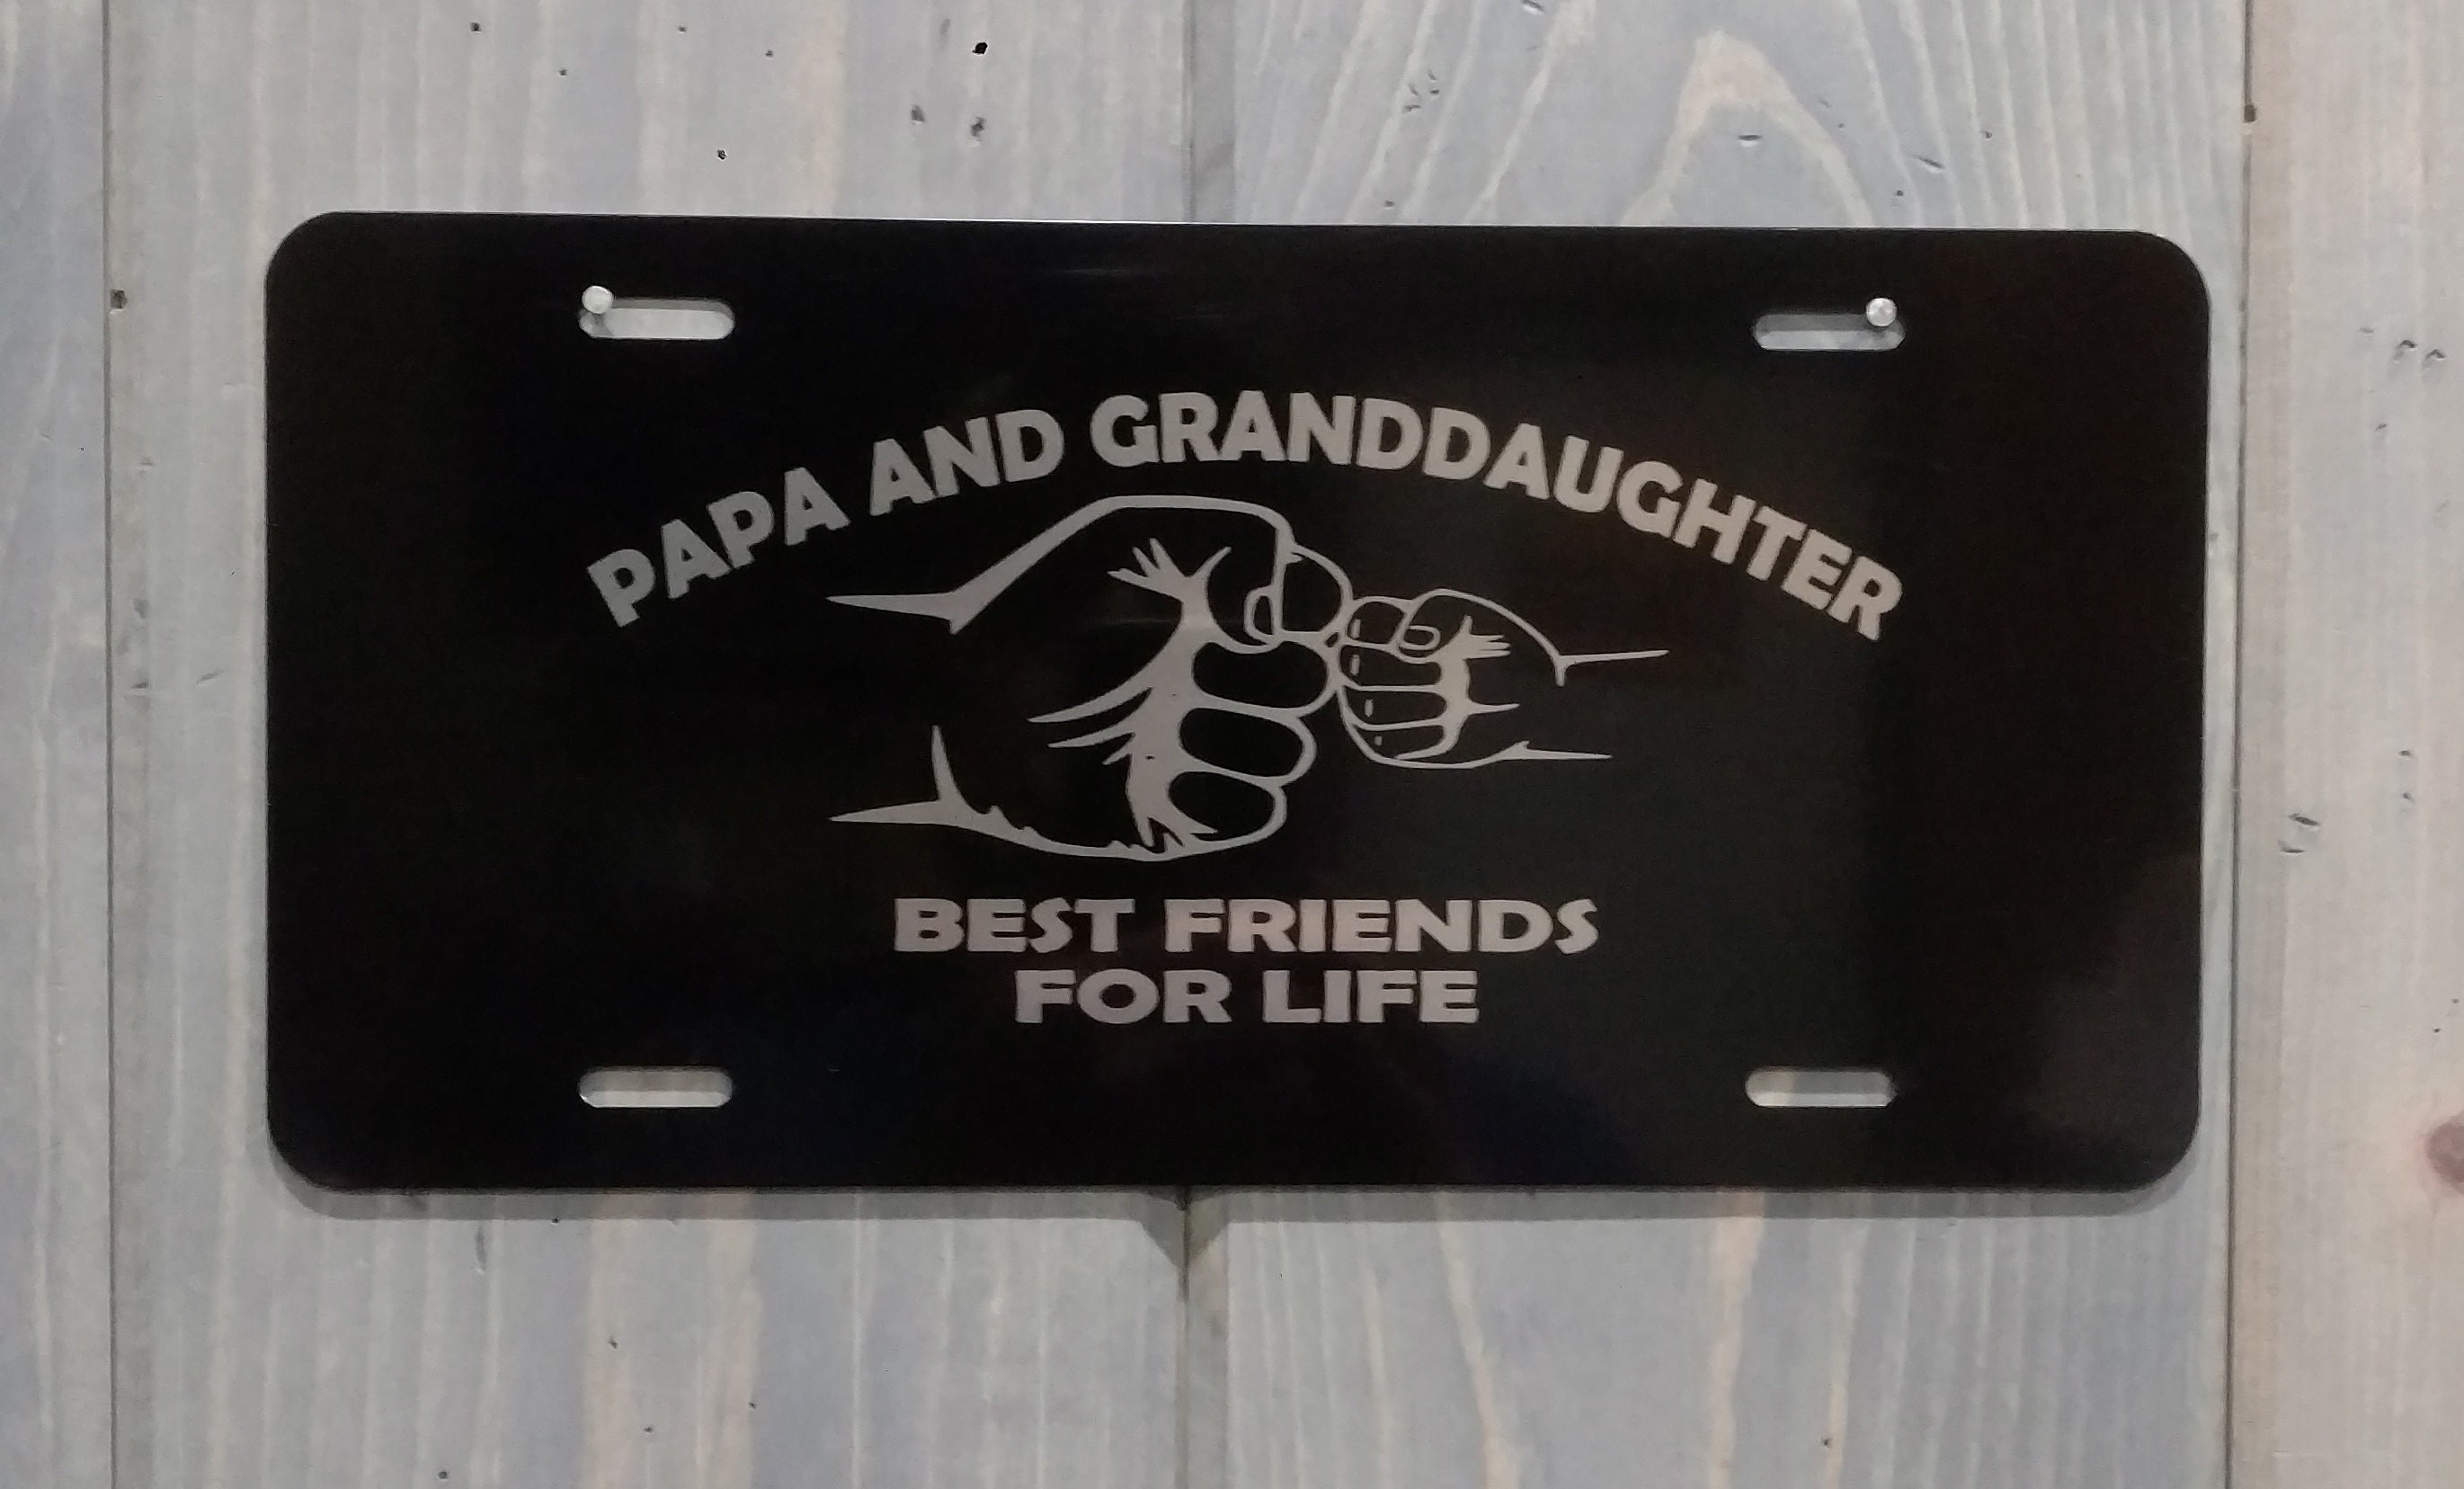 PAPA AND GRANDDAUGHTER
BEST FRIENDS
FOR LIFE